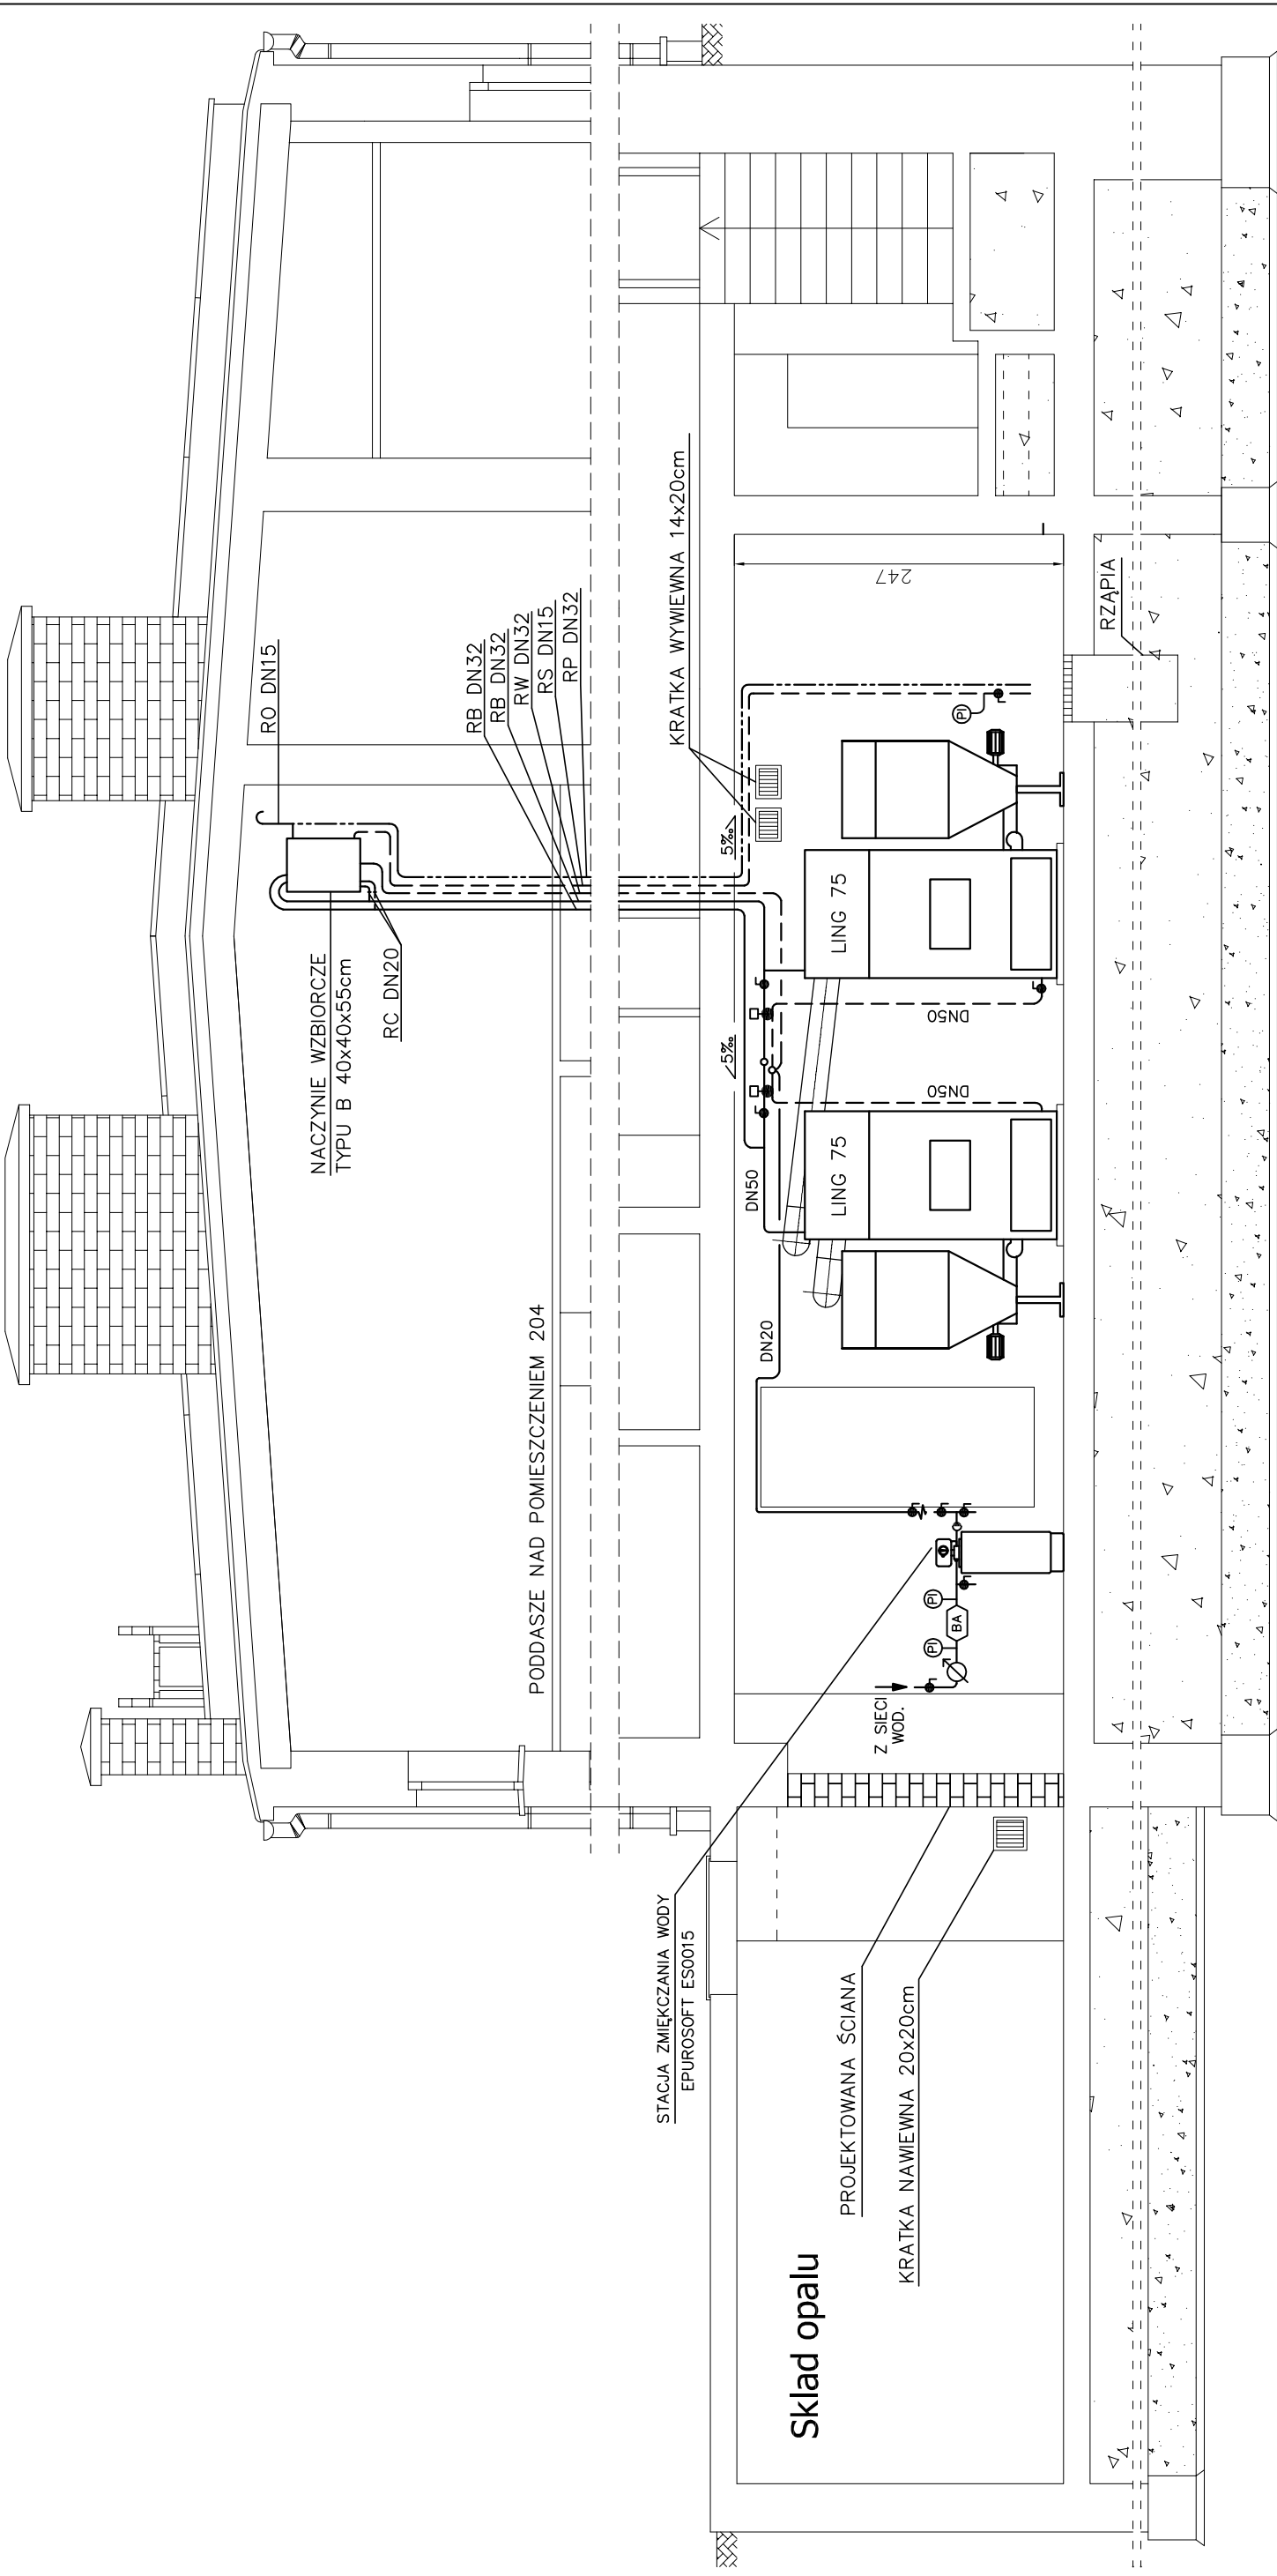 RO DN15
NACZYNIE WZBIORCZE
TYPU B 40x40x55cm
RC DN20
RB DN32
RB DN32
RW DN32
RS DN15
RP DN32
PODDASZE NAD POMIESZCZENIEM 204
KRATKA WYWIEWNA 14x20cm
5‰
5‰
247
RZĄPIA
PI
LING 75
LING 75
DN50
DN50
DN50
DN20
PI
BA
PI
Z SIECI
WOD.
STACJA ZMIĘKCZANIA WODY
EPUROSOFT ES0015
PROJEKTOWANA ŚCIANA
KRATKA NAWIEWNA 20x20cm
Sklad opalu